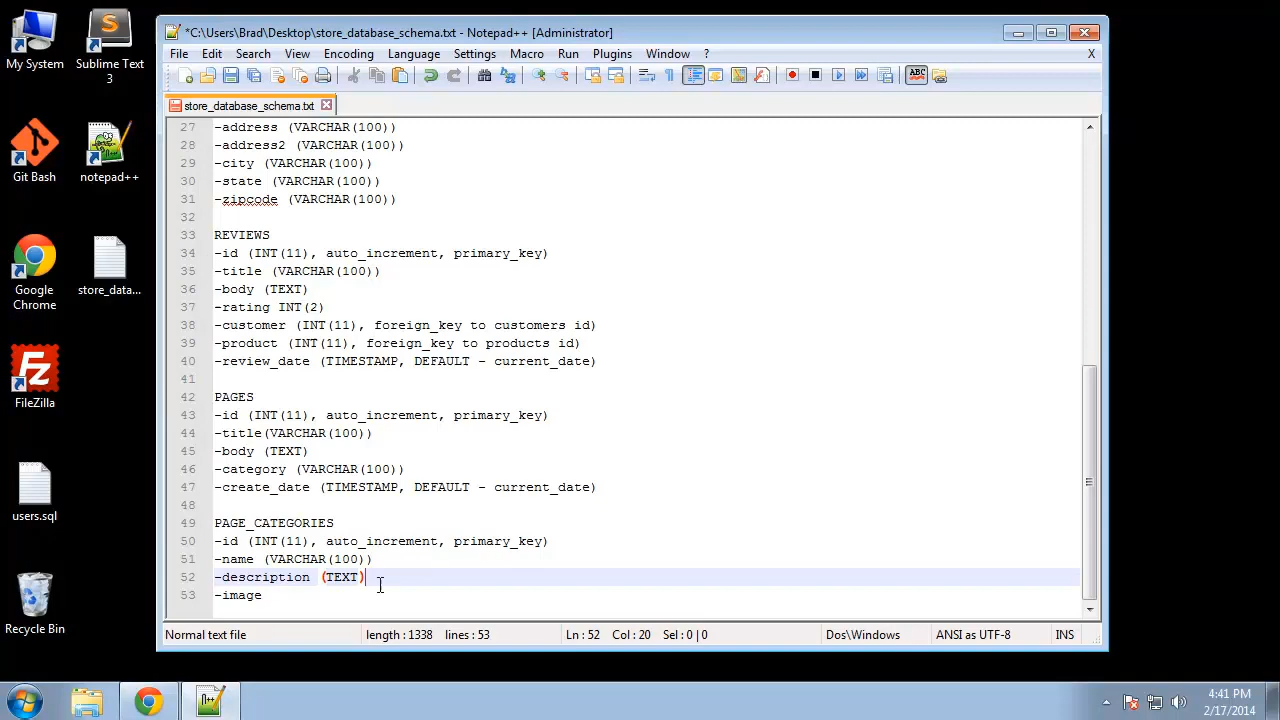 *C:\Users\Brad\Desktop\store_database_schema.txt - Notepad++ [Administrator]
File Edit Search View Encoding Language Settings Macro Run Plugins Window ? X
store_database_schema.txt
27 -address (VARCHAR(100))
28 -address2 (VARCHAR(100))
29 -city (VARCHAR(100))
30 -state (VARCHAR(100))
31 -zipcode (VARCHAR(100))
32
33 REVIEWS
34 -id (INT(11), auto_increment, primary_key)
35 -title (VARCHAR(100))
36 -body (TEXT)
37 -rating INT(2)
38 -customer (INT(11), foreign_key to customers id)
39 -product (INT(11), foreign_key to products id)
40 -review_date (TIMESTAMP, DEFAULT - current_date)
41
42 PAGES
43 -id (INT(11), auto_increment, primary_key)
44 -title(VARCHAR(100))
45 -body (TEXT)
46 -category (VARCHAR(100))
47 -create_date (TIMESTAMP, DEFAULT - current_date)
48
49 PAGE_CATEGORIES
50 -id (INT(11), auto_increment, primary_key)
51 -name (VARCHAR(100))
52 -description (TEXT)
53 -image
Normal text file length : 1338 lines : 53 Ln : 52 Col : 20 Sel : 0 | 0 Dos\Windows ANSI as UTF-8 INS
My System
Sublime Text
3
Git Bash
notepad++
Google
Chrome
store_data...
FileZilla
users.sql
Recycle Bin
4:41 PM
2/17/2014